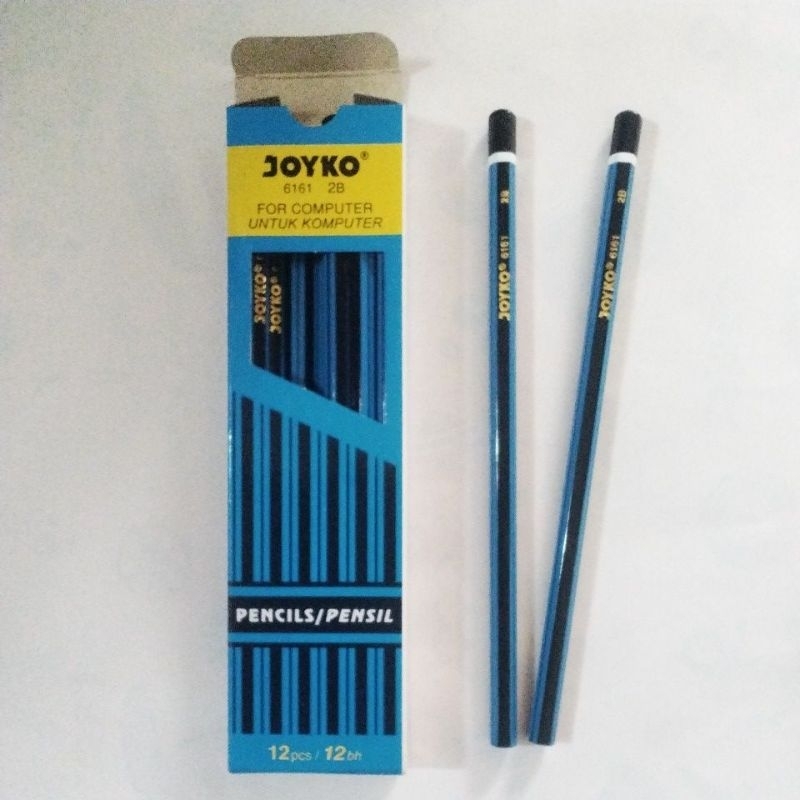 JOYKO®
6161 2B
FOR COMPUTER
UNTUK KOMPUTER
JOYKO®
JOYKO®
PENCILS/PENSIL
12pcs / 12bh
JOYKO® 6161 2B
JOYKO® 6161 2B